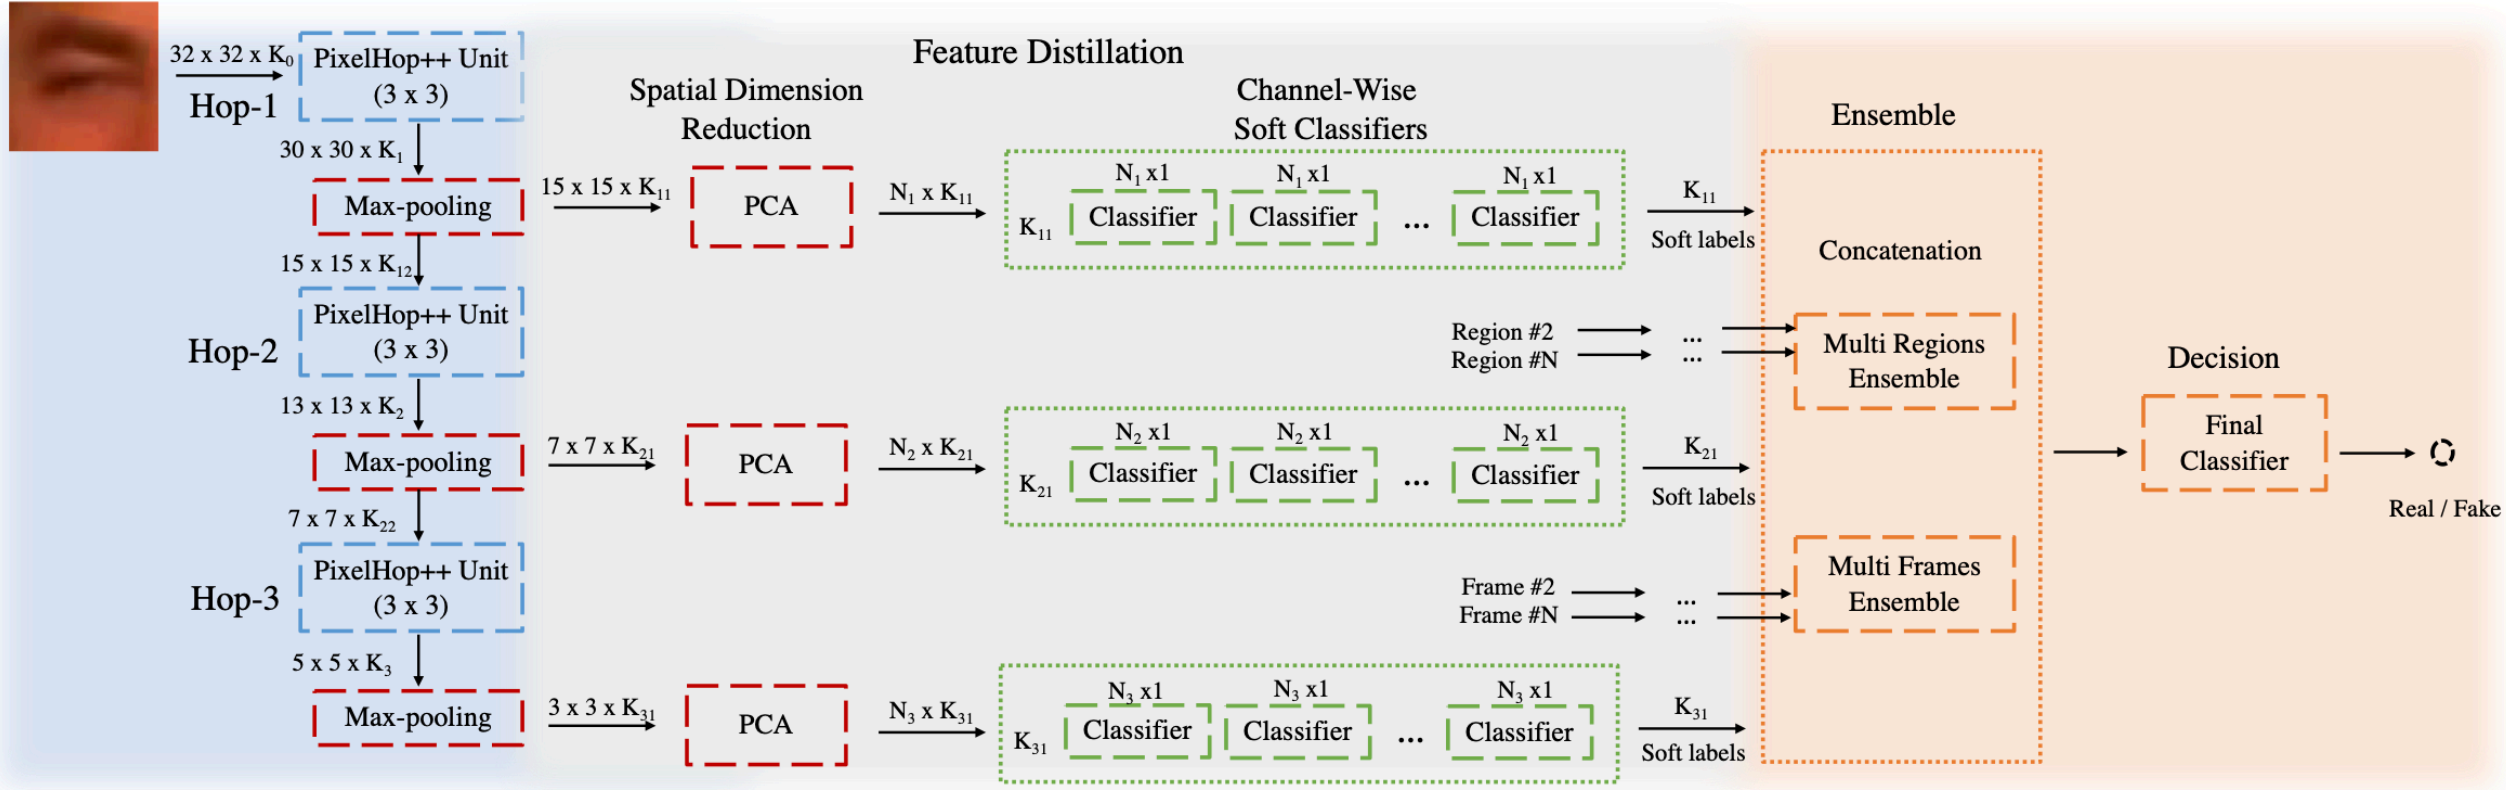 Feature Distillation
32 x 32 x K₀
Hop-1
PixelHop++ Unit
(3 x 3)
30 x 30 x K₁
Max-pooling
15 x 15 x K₁₂
Hop-2
PixelHop++ Unit
(3 x 3)
13 x 13 x K₂
Max-pooling
7 x 7 x K₂₂
Hop-3
PixelHop++ Unit
(3 x 3)
5 x 5 x K₃
Max-pooling
Spatial Dimension
Reduction
Channel-Wise
Soft Classifiers
15 x 15 x K₁₁
PCA
N₁ x K₁₁
K₁₁
N₁ x1
Classifier
N₁ x1
Classifier
...
N₁ x1
Classifier
K₁₁
Soft labels
Region #2
...
Region #N
...
7 x 7 x K₂₁
PCA
N₂ x K₂₁
K₂₁
N₂ x1
Classifier
N₂ x1
Classifier
...
N₂ x1
Classifier
K₂₁
Soft labels
Frame #2
...
Frame #N
...
3 x 3 x K₃₁
PCA
N₃ x K₃₁
K₃₁
N₃ x1
Classifier
N₃ x1
Classifier
...
N₃ x1
Classifier
K₃₁
Soft labels
Ensemble
Concatenation
Multi Regions
Ensemble
Multi Frames
Ensemble
Decision
Final
Classifier
Real / Fake